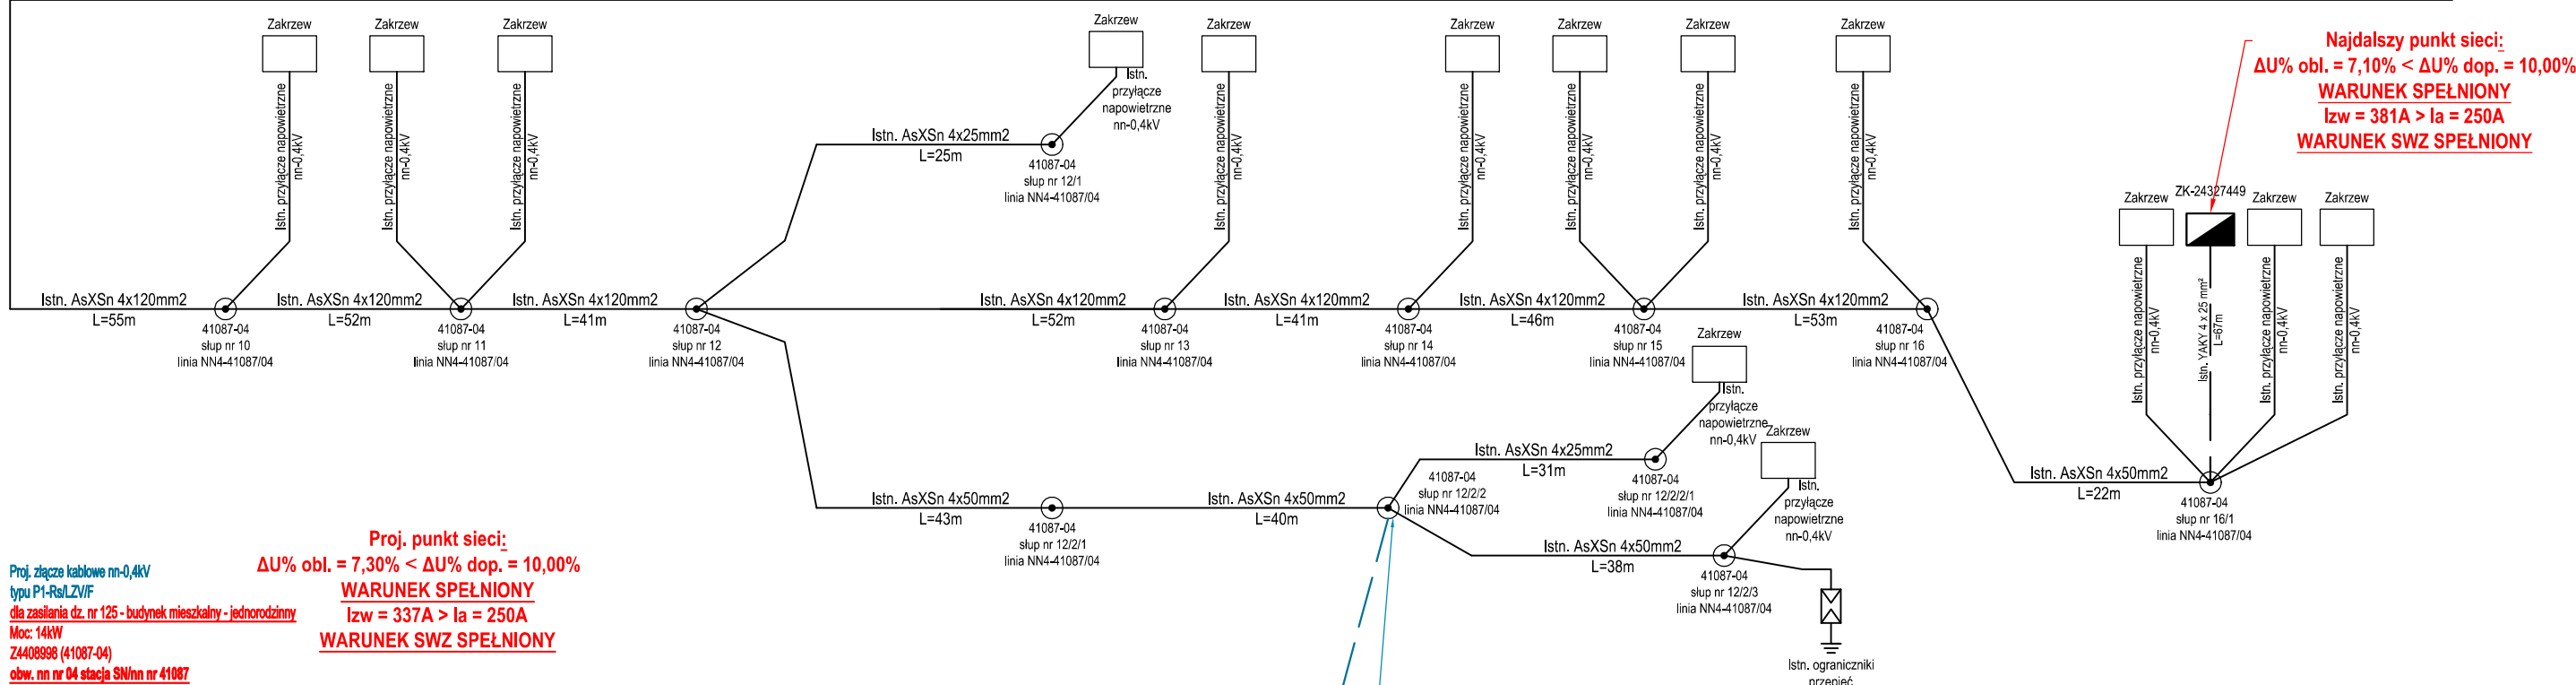 Zakrzew
Zakrzew
Zakrzew
Zakrzew
Zakrzew
Zakrzew
Zakrzew
Zakrzew
Zakrzew
Istn. przyłącze napowietrzne
nn-0,4kV
Istn. przyłącze napowietrzne
nn-0,4kV
Istn. przyłącze napowietrzne
nn-0,4kV
Istn.
przyłącze
napowietrzne
nn-0,4kV
Istn. przyłącze napowietrzne
nn-0,4kV
Istn. przyłącze napowietrzne
nn-0,4kV
Istn. przyłącze napowietrzne
nn-0,4kV
Istn. przyłącze napowietrzne
nn-0,4kV
Istn. przyłącze napowietrzne
nn-0,4kV
Najdalszy punkt sieci:
ΔU% obl. = 7,10% < ΔU% dop. = 10,00%
WARUNEK SPEŁNIONY
Izw = 381A > Ia = 250A
WARUNEK SWZ SPEŁNIONY
Istn. AsXSn 4x25mm2
L=25m
41087-04
słup nr 12/1
linia NN4-41087/04
Zakrzew
ZK-24327449
Zakrzew
Zakrzew
Istn. przyłącze napowietrzne
nn-0,4kV
Istn. YAKY 4 x 25 mm²
L=67m
Istn. przyłącze napowietrzne
nn-0,4kV
Istn. przyłącze napowietrzne
nn-0,4kV
Istn. AsXSn 4x120mm2
L=55m
41087-04
słup nr 10
linia NN4-41087/04
Istn. AsXSn 4x120mm2
L=52m
41087-04
słup nr 11
linia NN4-41087/04
Istn. AsXSn 4x120mm2
L=41m
41087-04
słup nr 12
linia NN4-41087/04
Istn. AsXSn 4x120mm2
L=52m
41087-04
słup nr 13
linia NN4-41087/04
Istn. AsXSn 4x120mm2
L=41m
41087-04
słup nr 14
linia NN4-41087/04
Istn. AsXSn 4x120mm2
L=46m
41087-04
słup nr 15
linia NN4-41087/04
Istn. AsXSn 4x120mm2
L=53m
41087-04
słup nr 16
linia NN4-41087/04
Zakrzew
Istn.
przyłącze
napowietrzne
nn-0,4kV
Zakrzew
Istn.
przyłącze
napowietrzne
nn-0,4kV
Istn. AsXSn 4x25mm2
L=31m
41087-04
słup nr 12/2/2/1
linia NN4-41087/04
41087-04
słup nr 12/2/2
linia NN4-41087/04
Istn. AsXSn 4x50mm2
L=22m
41087-04
słup nr 16/1
linia NN4-41087/04
Istn. AsXSn 4x50mm2
L=43m
41087-04
słup nr 12/2/1
linia NN4-41087/04
Istn. AsXSn 4x50mm2
L=40m
Istn. AsXSn 4x50mm2
L=38m
41087-04
słup nr 12/2/3
linia NN4-41087/04
Istn. ograniczniki
przepięć
Proj. punkt sieci:
ΔU% obl. = 7,30% < ΔU% dop. = 10,00%
WARUNEK SPEŁNIONY
Izw = 337A > Ia = 250A
WARUNEK SWZ SPEŁNIONY
Proj. złącze kablowe nn-0,4kV
typu P1-Rs/LZV/F
dla zasilania dz. nr 125 - budynek mieszkalny - jednorodzinny
Moc: 14kW
Z4408998 (41087-04)
obw. nn nr 04 stacja SN/nn nr 41087